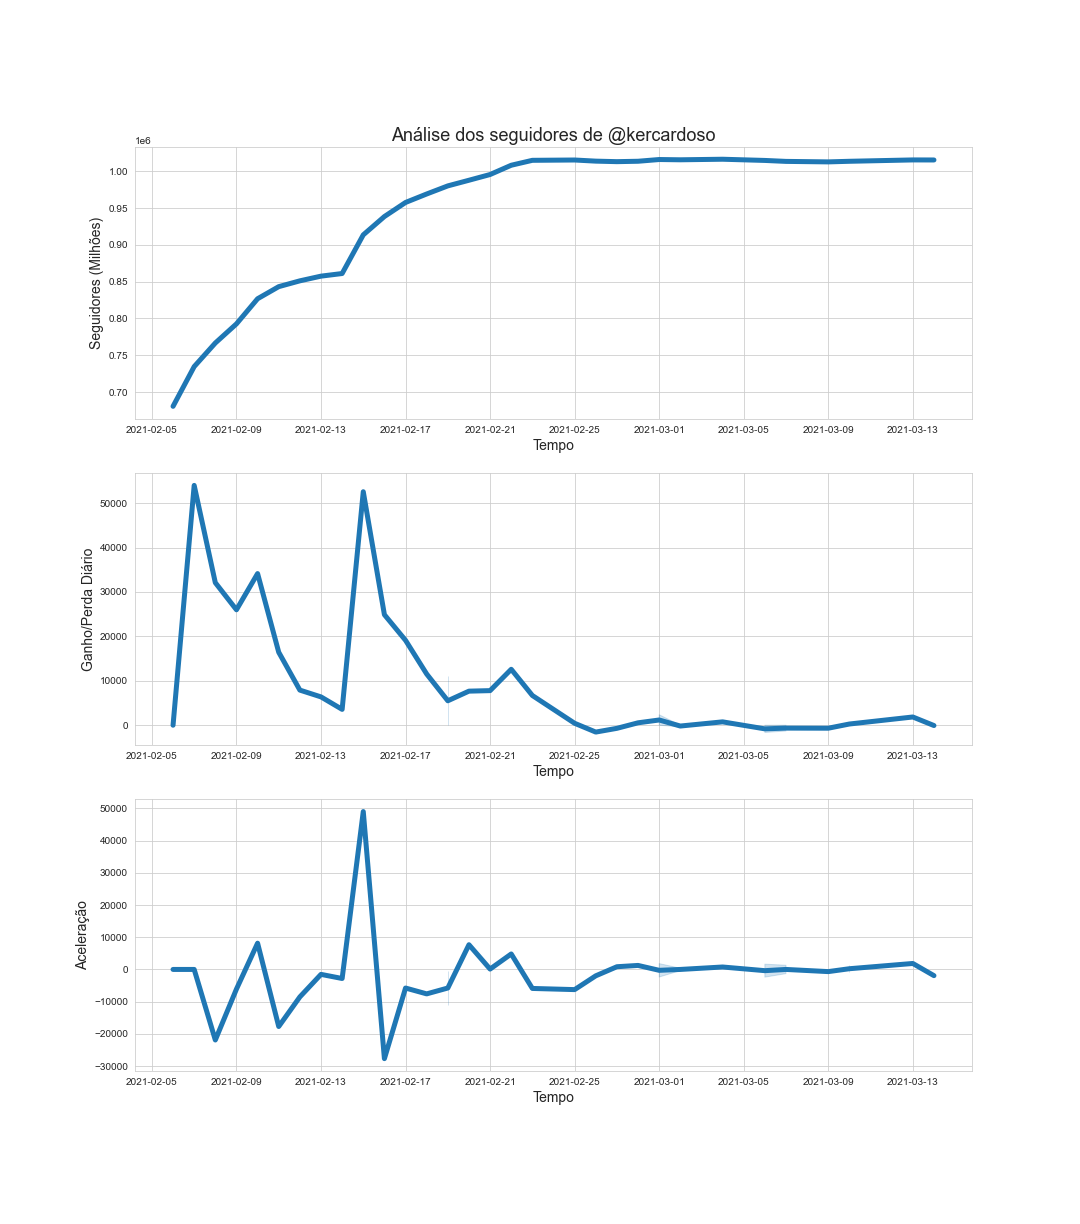 Análise dos seguidores de @kercardoso
1e6
1.00
0.95
0.90
0.85
0.80
0.75
0.70
Seguidores (Milhões)
2021-02-05 2021-02-09 2021-02-13 2021-02-17 2021-02-21 2021-02-25 2021-03-01 2021-03-05 2021-03-09 2021-03-13
Tempo
50000
40000
30000
20000
10000
0
Ganho/Perda Diário
2021-02-05 2021-02-09 2021-02-13 2021-02-17 2021-02-21 2021-02-25 2021-03-01 2021-03-05 2021-03-09 2021-03-13
Tempo
50000
40000
30000
20000
10000
0
−10000
−20000
−30000
Aceleração
2021-02-05 2021-02-09 2021-02-13 2021-02-17 2021-02-21 2021-02-25 2021-03-01 2021-03-05 2021-03-09 2021-03-13
Tempo